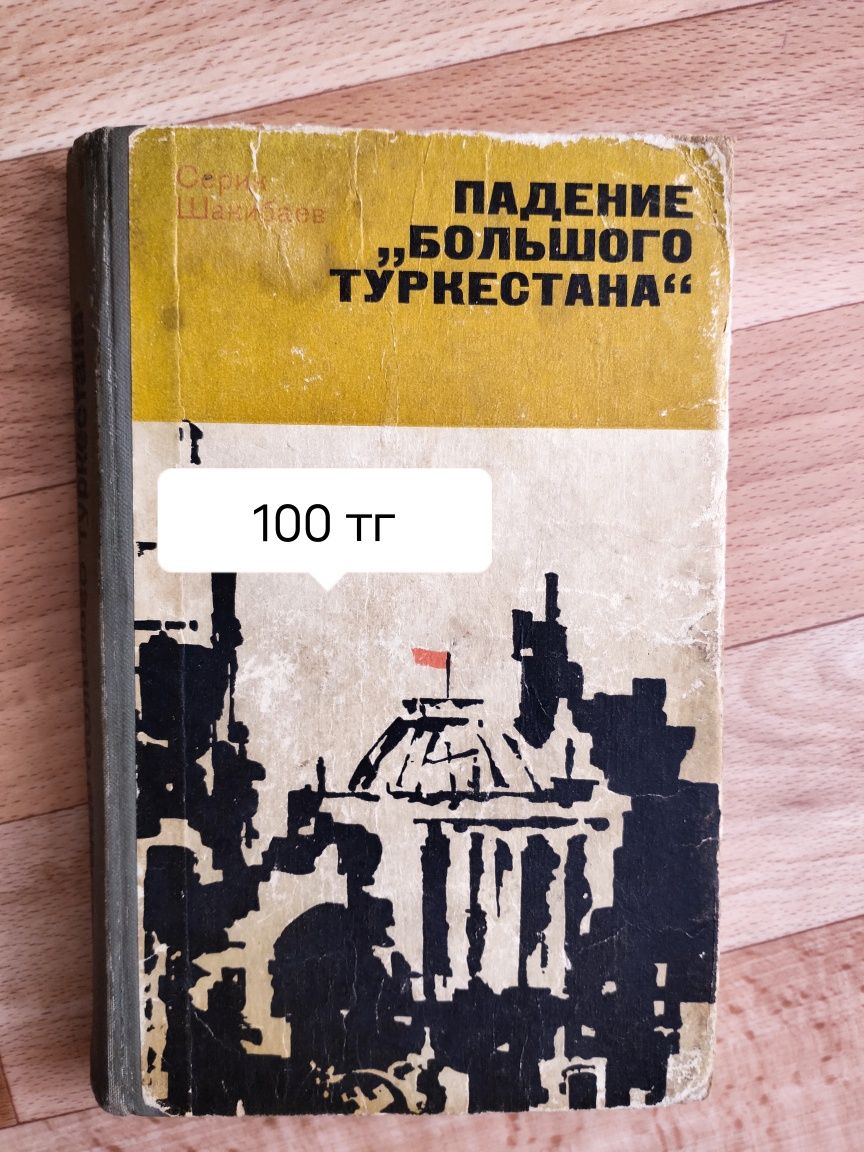 Серик
Шакибаев
ПАДЕНИЕ
„БОЛЬШОГО
ТУРКЕСТАНА“
100 тг